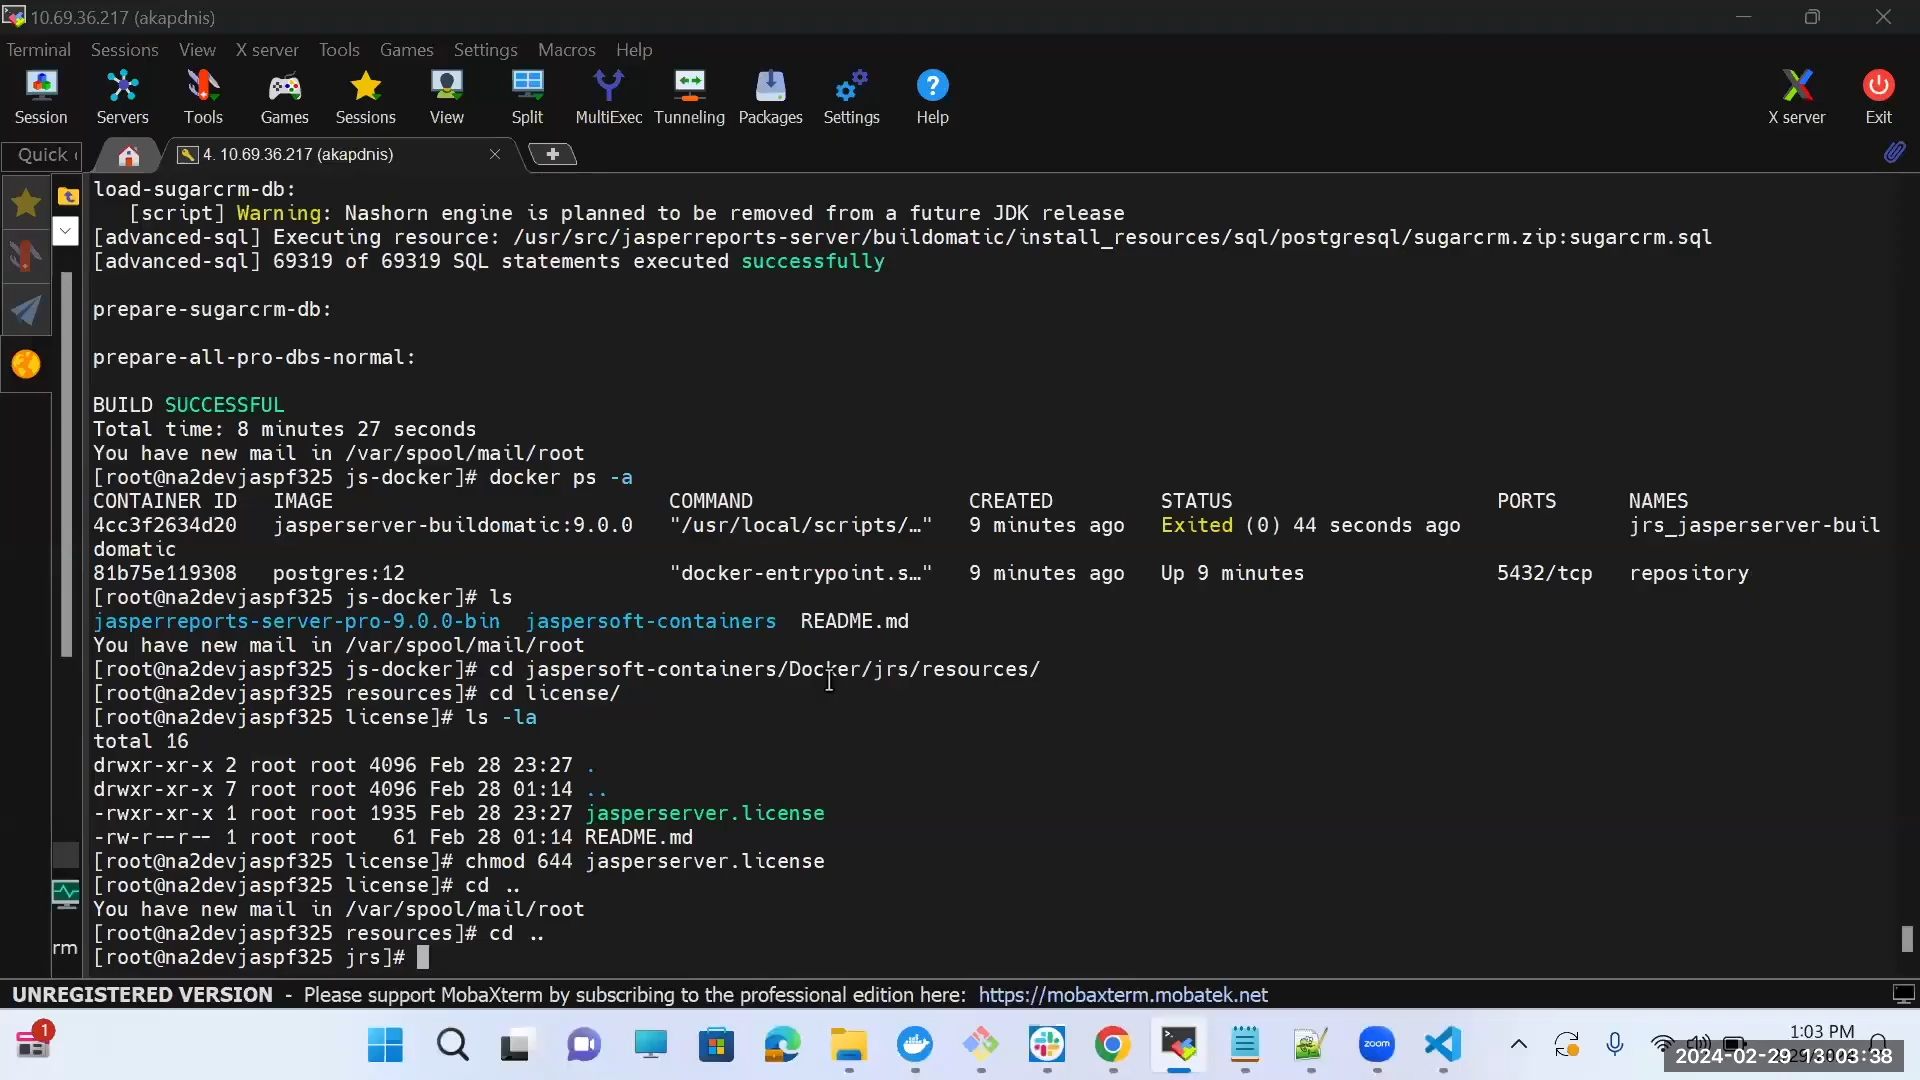 10.69.36.217 (akapdnis)
Terminal Sessions View X server Tools Games Settings Macros Help
Session Servers Tools Games Sessions View Split MultiExec Tunneling Packages Settings Help X server Exit
Quick
4. 10.69.36.217 (akapdnis)
load-sugarcrm-db:
[script] Warning: Nashorn engine is planned to be removed from a future JDK release
[advanced-sql] Executing resource: /usr/src/jasperreports-server/buildomatic/install_resources/sql/postgresql/sugarcrm.zip:sugarcrm.sql
[advanced-sql] 69319 of 69319 SQL statements executed successfully
prepare-sugarcrm-db:
prepare-all-pro-dbs-normal:
BUILD SUCCESSFUL
Total time: 8 minutes 27 seconds
You have new mail in /var/spool/mail/root
[root@na2devjaspf325 js-docker]# docker ps -a
CONTAINER ID IMAGE COMMAND CREATED STATUS PORTS NAMES
4cc3f2634d20 jasperserver-buildomatic:9.0.0 "/usr/local/scripts/…" 9 minutes ago Exited (0) 44 seconds ago jrs_jasperserver-buil
domatic
81b75e119308 postgres:12 "docker-entrypoint.s…" 9 minutes ago Up 9 minutes 5432/tcp repository
[root@na2devjaspf325 js-docker]# ls
jasperreports-server-pro-9.0.0-bin jaspersoft-containers README.md
You have new mail in /var/spool/mail/root
[root@na2devjaspf325 js-docker]# cd jaspersoft-containers/Docker/jrs/resources/
[root@na2devjaspf325 resources]# cd license/
[root@na2devjaspf325 license]# ls -la
total 16
drwxr-xr-x 2 root root 4096 Feb 28 23:27 .
drwxr-xr-x 7 root root 4096 Feb 28 01:14 ..
-rwxr-xr-x 1 root root 1935 Feb 28 23:27 jasperserver.license
-rw-r--r-- 1 root root 61 Feb 28 01:14 README.md
[root@na2devjaspf325 license]# chmod 644 jasperserver.license
[root@na2devjaspf325 license]# cd ..
You have new mail in /var/spool/mail/root
[root@na2devjaspf325 resources]# cd ..
rm
[root@na2devjaspf325 jrs]#
UNREGISTERED VERSION - Please support MobaXterm by subscribing to the professional edition here: https://mobaxterm.mobatek.net
1
zoom
1:03 PM
2024-02-29 13:03:38